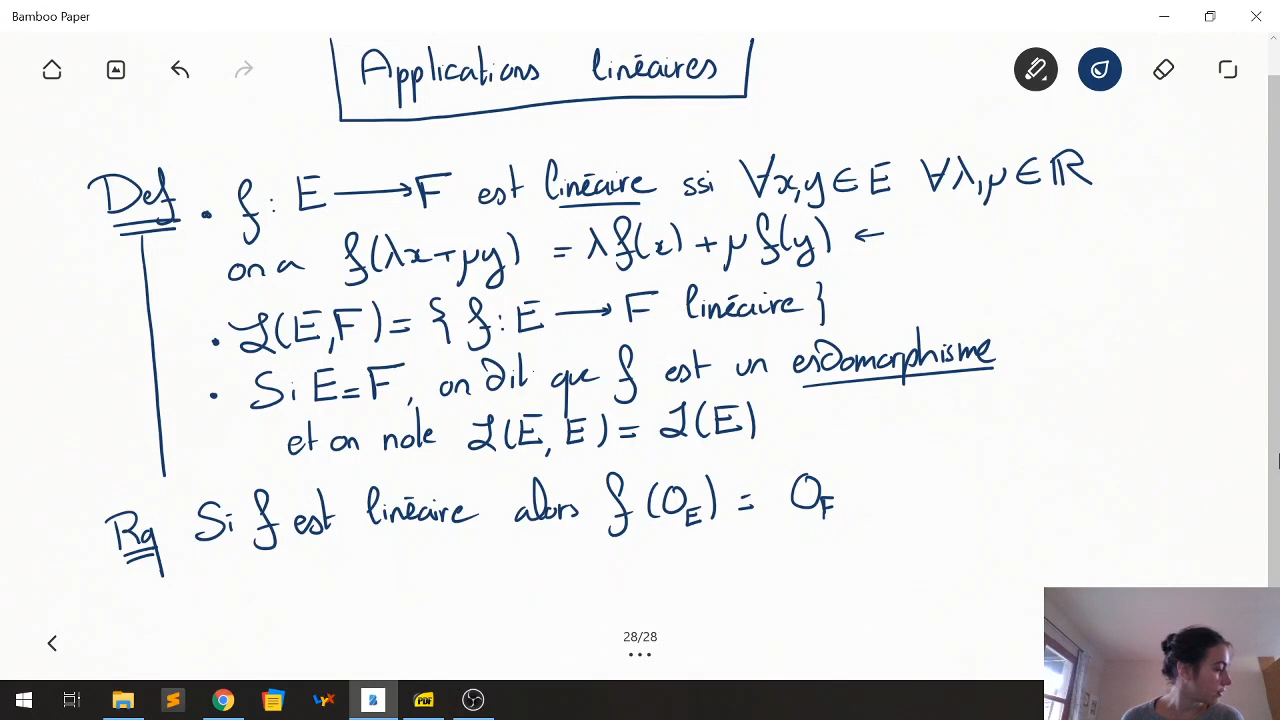 Bamboo Paper
Applications linéaires
Def • f : E ⟶ F est linéaire ssi ∀x,y ∈ E ∀λ,μ ∈ ℝ
on a f(λx+μy) = λf(x) + μf(y) ←
• ℒ(E,F) = { f : E ⟶ F linéaire }
• Si E=F, on dit que f est un endomorphisme
et on note ℒ(E,E) = ℒ(E)
Rq Si f est linéaire alors f(0_E) = 0_F
28/28